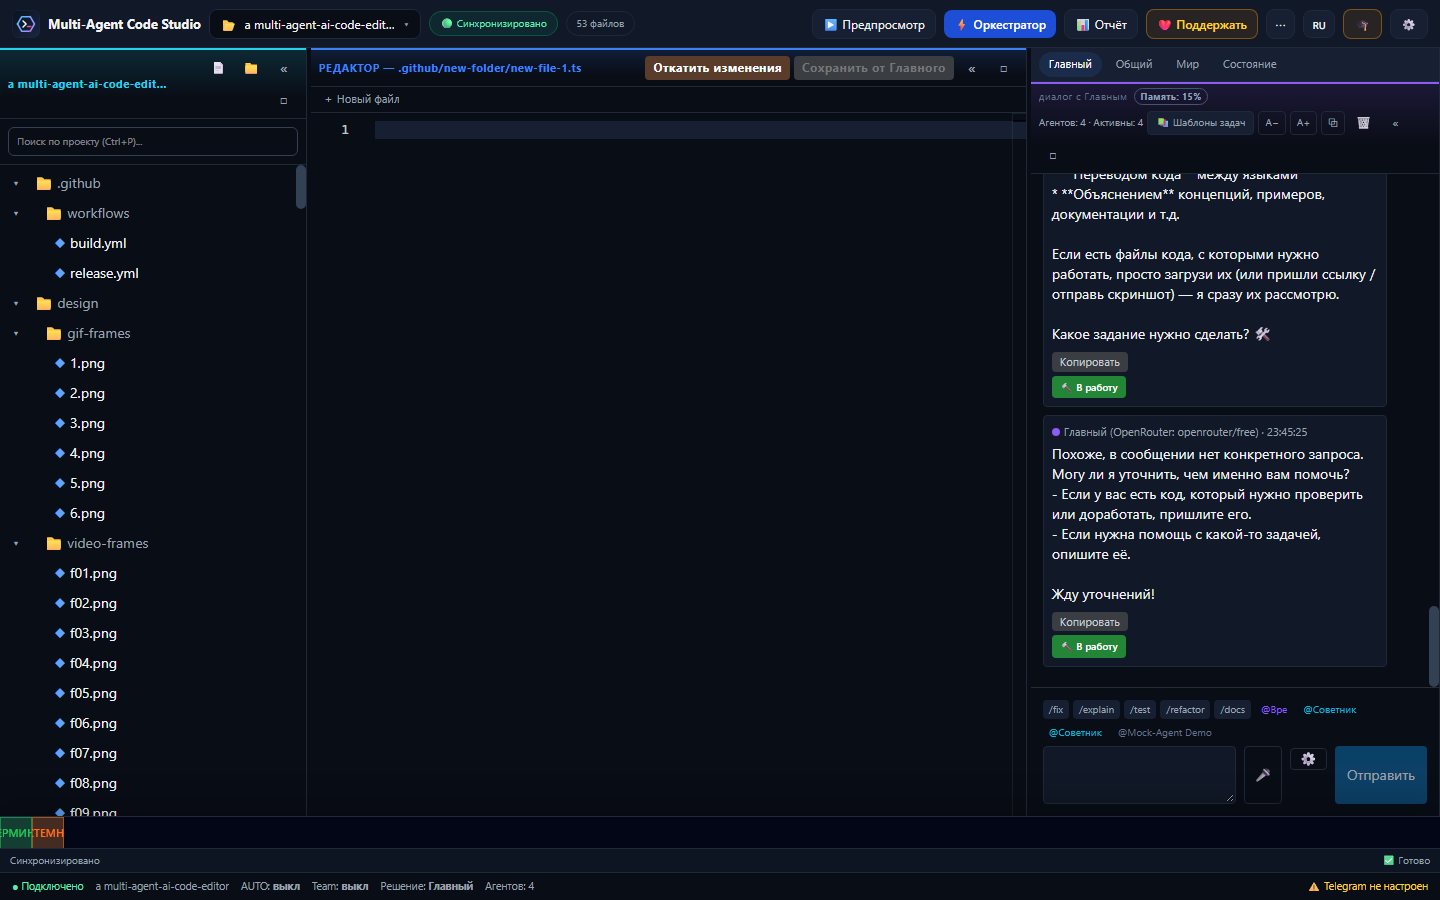 Multi-Agent Code Studio
a multi-agent-ai-code-edit...
Синхронизировано
53 файлов
Предпросмотр
Оркестратор
Отчёт
Поддержать
RU
a multi-agent-ai-code-edit...
Поиск по проекту (Ctrl+P)...
.github
workflows
build.yml
release.yml
design
gif-frames
1.png
2.png
3.png
4.png
5.png
6.png
video-frames
f01.png
f02.png
f03.png
f04.png
f05.png
f06.png
f07.png
f08.png
f09.png
РЕДАКТОР — .github/new-folder/new-file-1.ts
Откатить изменения
Сохранить от Главного
+ Новый файл
1
Главный
Общий
Мир
Состояние
диалог с Главным
Память: 15%
Агентов: 4 · Активны: 4
Шаблоны задач
A−
A+
Переводом кода** между языками
* **Объяснением** концепций, примеров,
документации и т.д.
Если есть файлы кода, с которыми нужно
работать, просто загрузи их (или пришли ссылку /
отправь скриншот) — я сразу их рассмотрю.
Какое задание нужно сделать? 🛠
Копировать
В работу
Главный (OpenRouter: openrouter/free) · 23:45:25
Похоже, в сообщении нет конкретного запроса.
Могу ли я уточнить, чем именно вам помочь?
- Если у вас есть код, который нужно проверить
или доработать, пришлите его.
- Если нужна помощь с какой-то задачей,
опишите её.
Жду уточнений!
Копировать
В работу
/fix
/explain
/test
/refactor
/docs
@Вре
@Советник
@Советник
@Mock-Agent Demo
Отправить
ЕРМИН
ТЕМН
Синхронизировано
Готово
Подключено
a multi-agent-ai-code-editor
AUTO: выкл
Team: выкл
Решение: Главный
Агентов: 4
Telegram не настроен